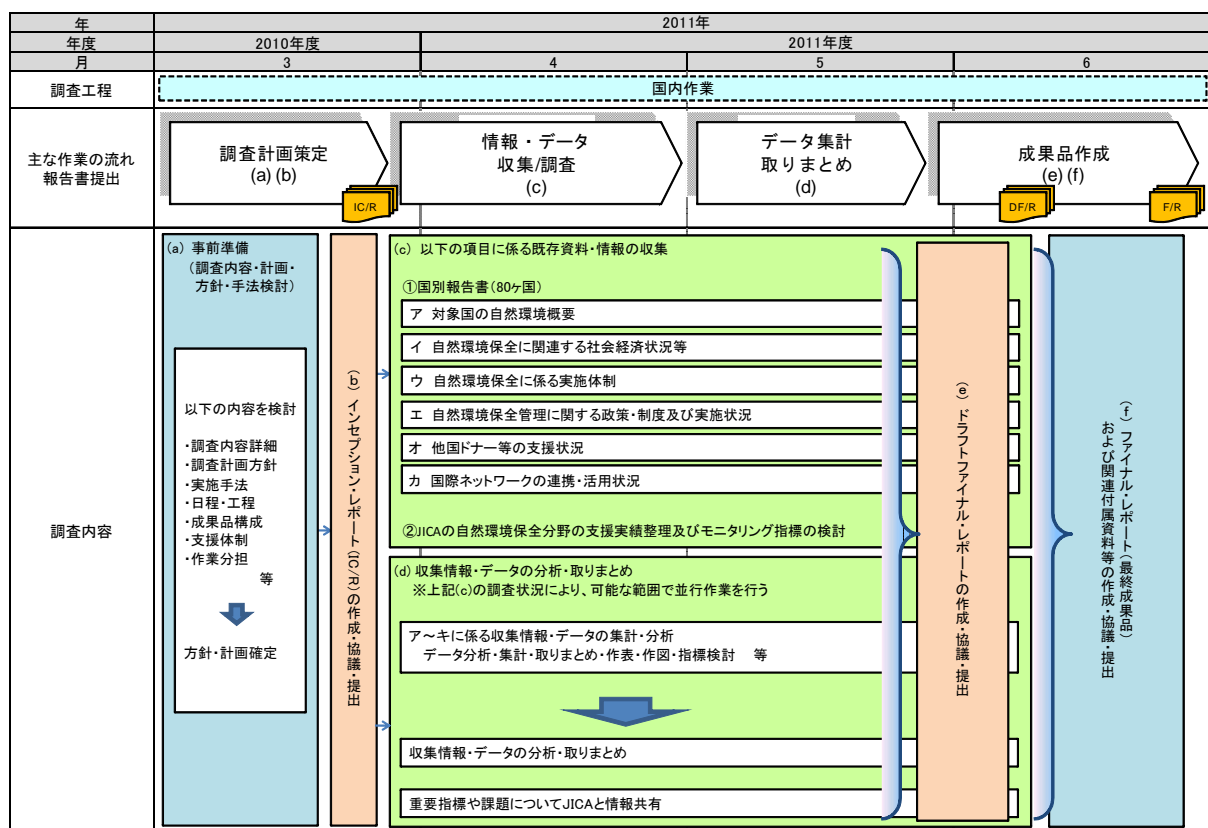 年
2011年
年度
2010年度
2011年度
月
3
4
5
6
調査工程
国内作業
主な作業の流れ
報告書提出
調査計画策定
(a) (b)
IC/R
情報・データ
収集/調査
(c)
データ集計
取りまとめ
(d)
成果品作成
(e) (f)
DF/R
F/R
調査内容
(a) 事前準備
(調査内容・計画・
方針・手法検討)
以下の内容を検討
・調査内容詳細
・調査計画方針
・実施手法
・日程・工程
・成果品構成
・支援体制
・作業分担
等
方針・計画確定
(b) インセプション・レポート(IC/R)の作成・協議・提出
(c) 以下の項目に係る既存資料・情報の収集
①国別報告書(80ヶ国)
ア 対象国の自然環境概要
イ 自然環境保全に関連する社会経済状況等
ウ 自然環境保全に係る実施体制
エ 自然環境保全管理に関する政策・制度及び実施状況
オ 他国ドナー等の支援状況
カ 国際ネットワークの連携・活用状況
②JICAの自然環境保全分野の支援実績整理及びモニタリング指標の検討
(d) 収集情報・データの分析・取りまとめ
※上記(c)の調査状況により、可能な範囲で並行作業を行う
ア～キに係る収集情報・データの集計・分析
データ分析・集計・取りまとめ・作表・作図・指標検討 等
収集情報・データの分析・取りまとめ
重要指標や課題についてJICAと情報共有
(e) ドラフトファイナル・レポートの作成・協議・提出
(f) ファイナル・レポート(最終成果品)
および関連付属資料等の作成・協議・提出